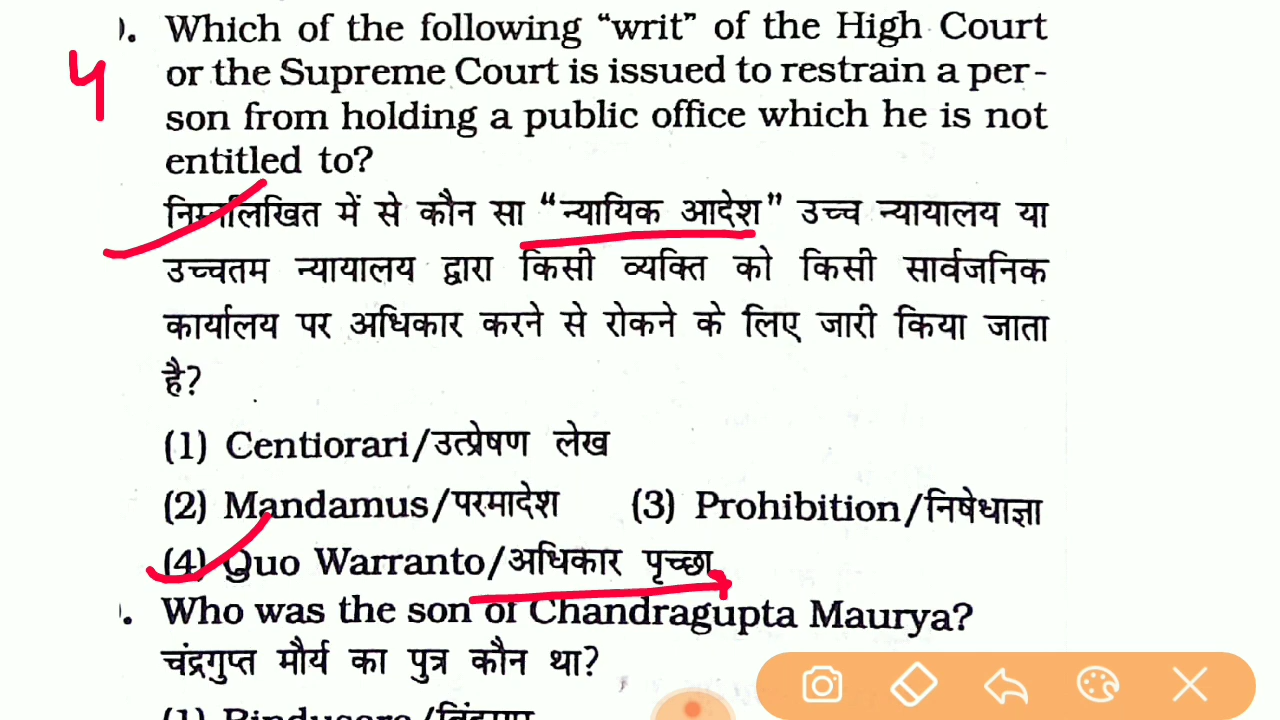 ). Which of the following “writ” of the High Court
4
or the Supreme Court is issued to restrain a per-
son from holding a public office which he is not
entitled to?
निम्नलिखित में से कौन सा “न्यायिक आदेश” उच्च न्यायालय या
उच्चतम न्यायालय द्वारा किसी व्यक्ति को किसी सार्वजनिक
कार्यालय पर अधिकार करने से रोकने के लिए जारी किया जाता
है?
(1) Centiorari/उत्प्रेषण लेख
(2) Mandamus/परमादेश (3) Prohibition/निषेधाज्ञा
(4) Quo Warranto/अधिकार पृच्छा
). Who was the son of Chandragupta Maurya?
चंद्रगुप्त मौर्य का पुत्र कौन था?